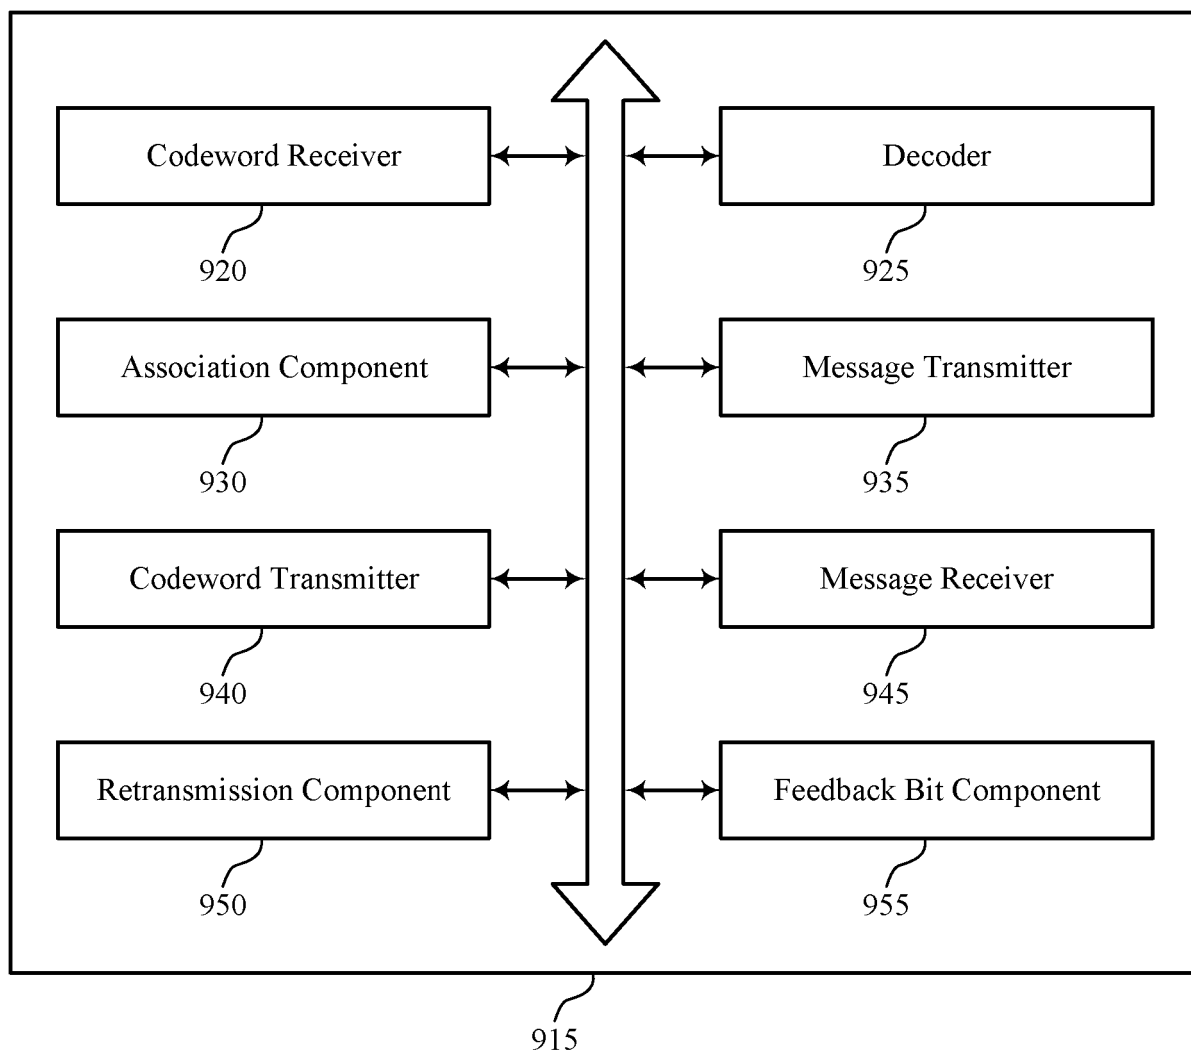 Codeword Receiver
Decoder
920
925
Association Component
Message Transmitter
930
935
Codeword Transmitter
Message Receiver
940
945
Retransmission Component
Feedback Bit Component
950
955
915